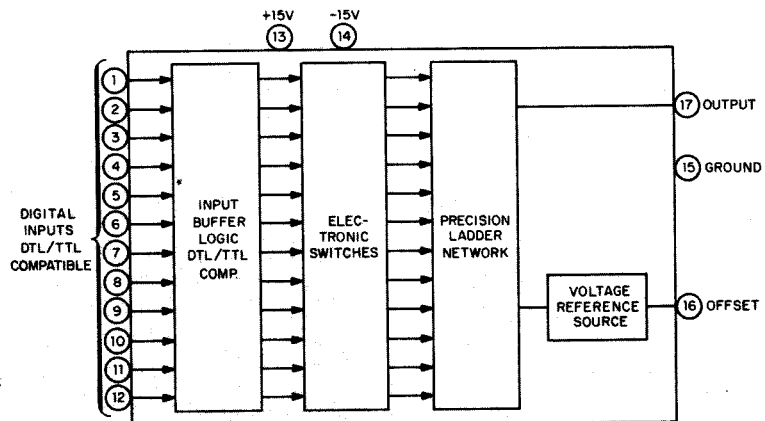 +15V
-15V
13
14
1
2
3
4
5
6
7
8
9
10
11
12
DIGITAL
INPUTS
DTL/TTL
COMPATIBLE
INPUT
BUFFER
LOGIC
DTL/TTL
COMP.
ELEC-
TRONIC
SWITCHES
PRECISION
LADDER
NETWORK
VOLTAGE
REFERENCE
SOURCE
17 OUTPUT
15 GROUND
16 OFFSET